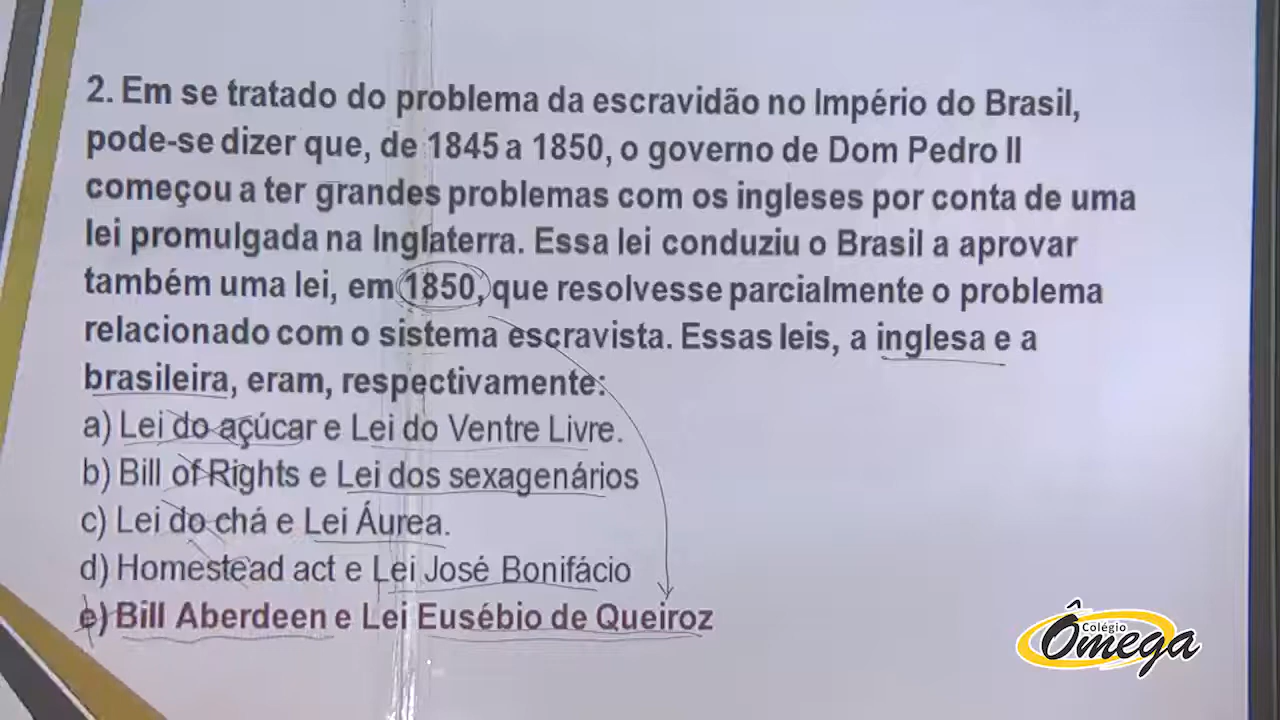 2. Em se tratado do problema da escravidão no Império do Brasil,
pode-se dizer que, de 1845 a 1850, o governo de Dom Pedro II
começou a ter grandes problemas com os ingleses por conta de uma
lei promulgada na Inglaterra. Essa lei conduziu o Brasil a aprovar
também uma lei, em 1850, que resolvesse parcialmente o problema
relacionado com o sistema escravista. Essas leis, a inglesa e a
brasileira, eram, respectivamente:
a) Lei do açúcar e Lei do Ventre Livre.
b) Bill of Rights e Lei dos sexagenários
c) Lei do chá e Lei Áurea.
d) Homestead act e Lei José Bonifácio
e) Bill Aberdeen e Lei Eusébio de Queiroz
Colégio
Ômega